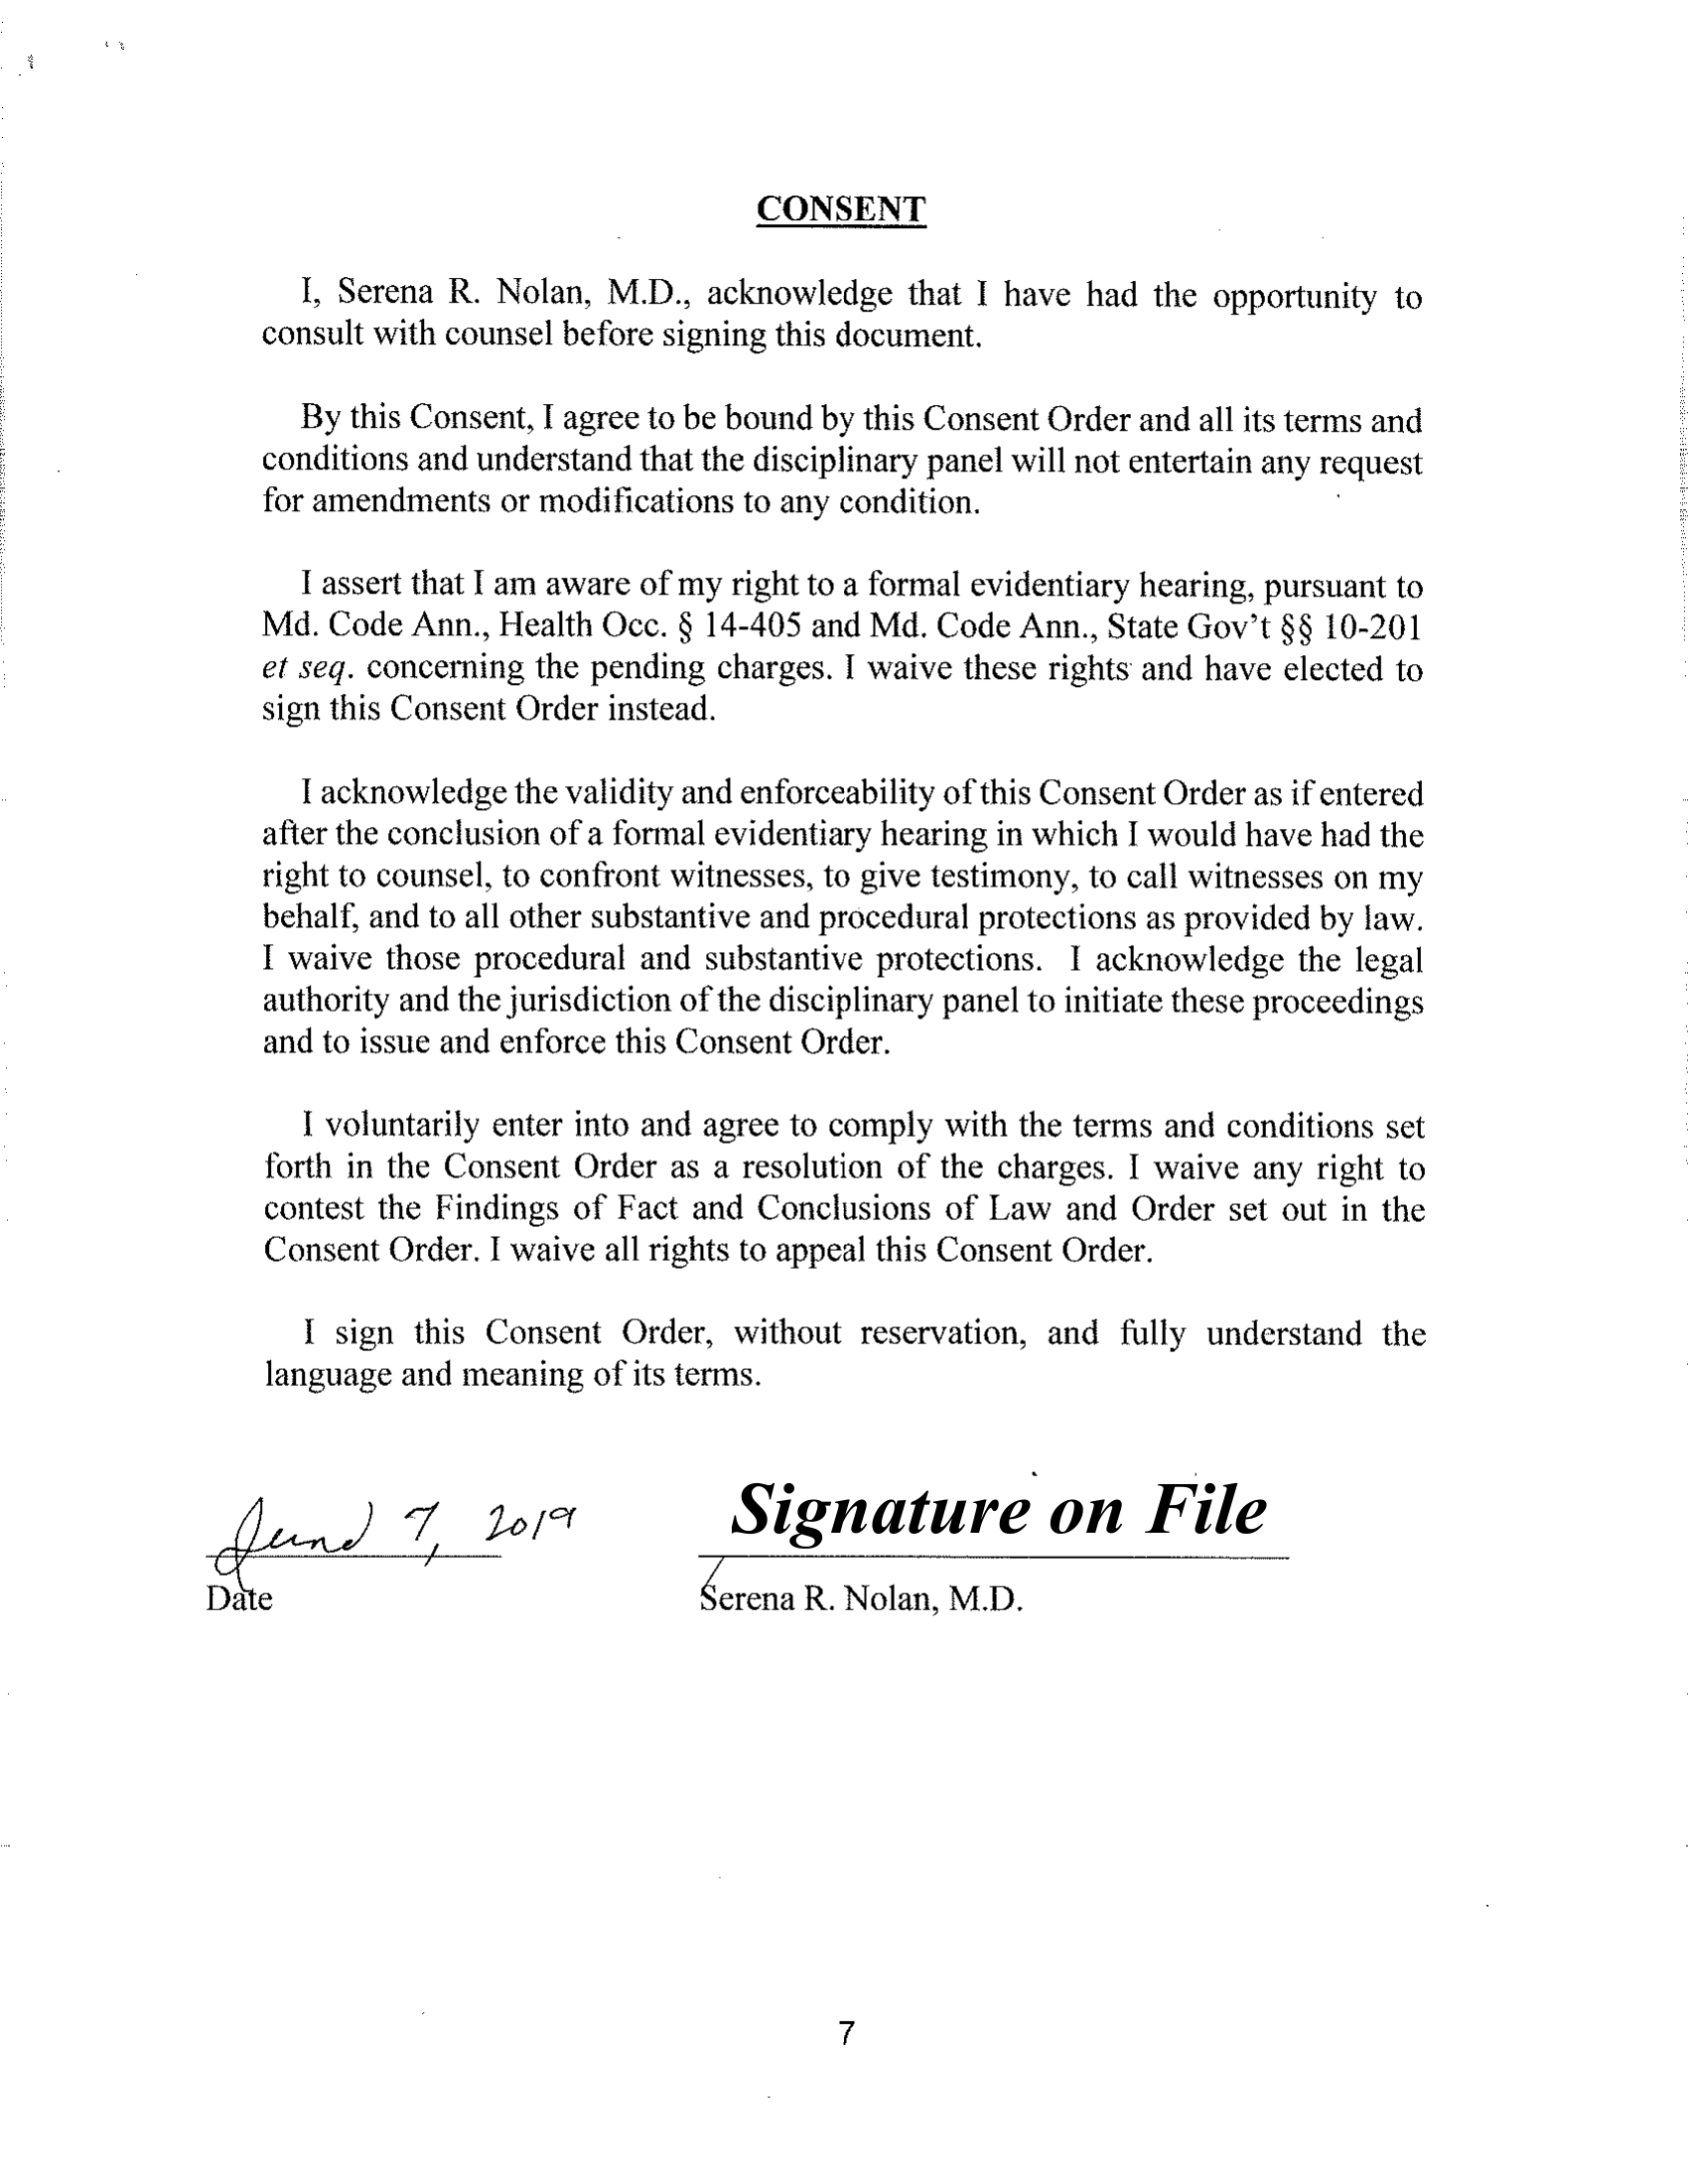 CONSENT
I, Serena R. Nolan, M.D., acknowledge that I have had the opportunity to
consult with counsel before signing this document.
By this Consent, I agree to be bound by this Consent Order and all its terms and
conditions and understand that the disciplinary panel will not entertain any request
for amendments or modifications to any condition.
I assert that I am aware of my right to a formal evidentiary hearing, pursuant to
Md. Code Ann., Health Occ. § 14-405 and Md. Code Ann., State Gov't §§ 10-201
et seq. concerning the pending charges. I waive these rights and have elected to
sign this Consent Order instead.
I acknowledge the validity and enforceability of this Consent Order as if entered
after the conclusion of a formal evidentiary hearing in which I would have had the
right to counsel, to confront witnesses, to give testimony, to call witnesses on my
behalf, and to all other substantive and procedural protections as provided by law.
I waive those procedural and substantive protections. I acknowledge the legal
authority and the jurisdiction of the disciplinary panel to initiate these proceedings
and to issue and enforce this Consent Order.
I voluntarily enter into and agree to comply with the terms and conditions set
forth in the Consent Order as a resolution of the charges. I waive any right to
contest the Findings of Fact and Conclusions of Law and Order set out in the
Consent Order. I waive all rights to appeal this Consent Order.
I sign this Consent Order, without reservation, and fully understand the
language and meaning of its terms.
June 7, 2019 Signature on File
Date Serena R. Nolan, M.D.
7